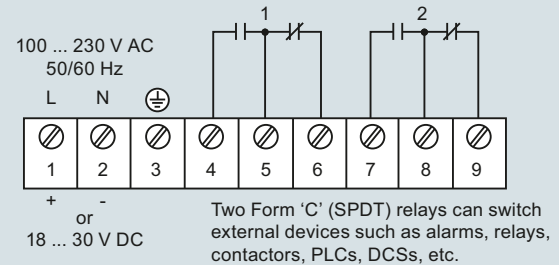 1
2
100 ... 230 V AC
50/60 Hz
L N
1 2 3 4 5 6 7 8 9
+ -
or
18 ... 30 V DC
Two Form ‘C’ (SPDT) relays can switch
external devices such as alarms, relays,
contactors, PLCs, DCSs, etc.